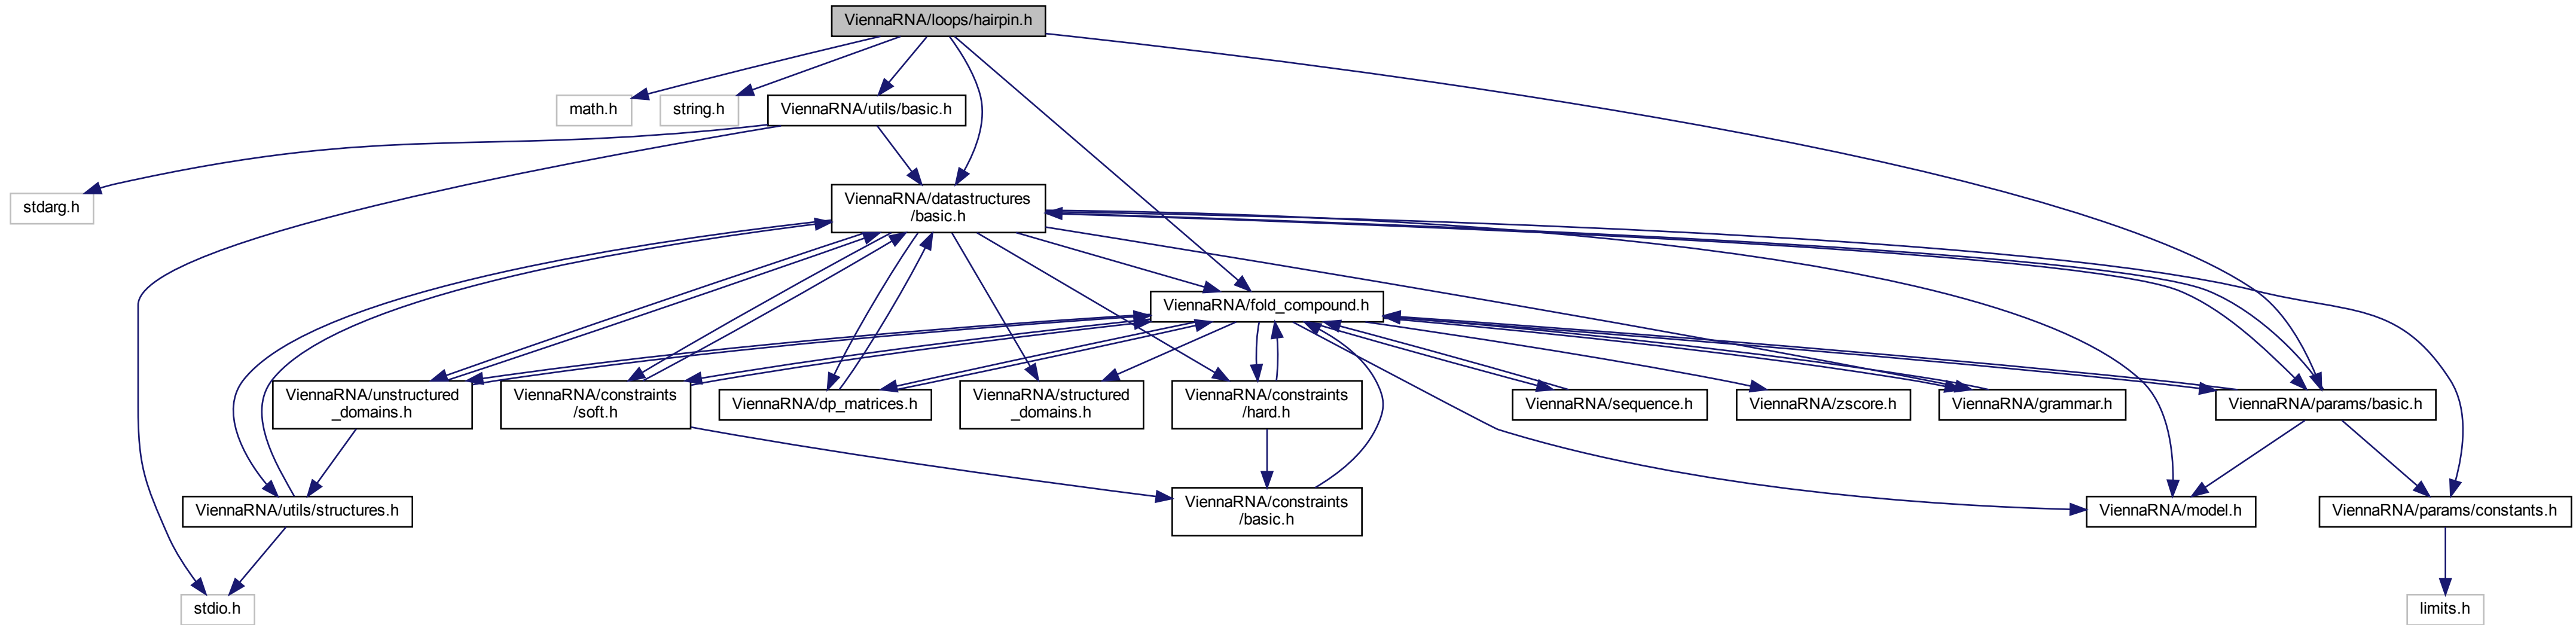 ViennaRNA/loops/hairpin.h
math.h
string.h
ViennaRNA/utils/basic.h
stdarg.h
ViennaRNA/datastructures
/basic.h
ViennaRNA/fold_compound.h
ViennaRNA/unstructured
_domains.h
ViennaRNA/constraints
/soft.h
ViennaRNA/dp_matrices.h
ViennaRNA/structured
_domains.h
ViennaRNA/constraints
/hard.h
ViennaRNA/sequence.h
ViennaRNA/zscore.h
ViennaRNA/grammar.h
ViennaRNA/params/basic.h
ViennaRNA/utils/structures.h
ViennaRNA/constraints
/basic.h
ViennaRNA/model.h
ViennaRNA/params/constants.h
stdio.h
limits.h